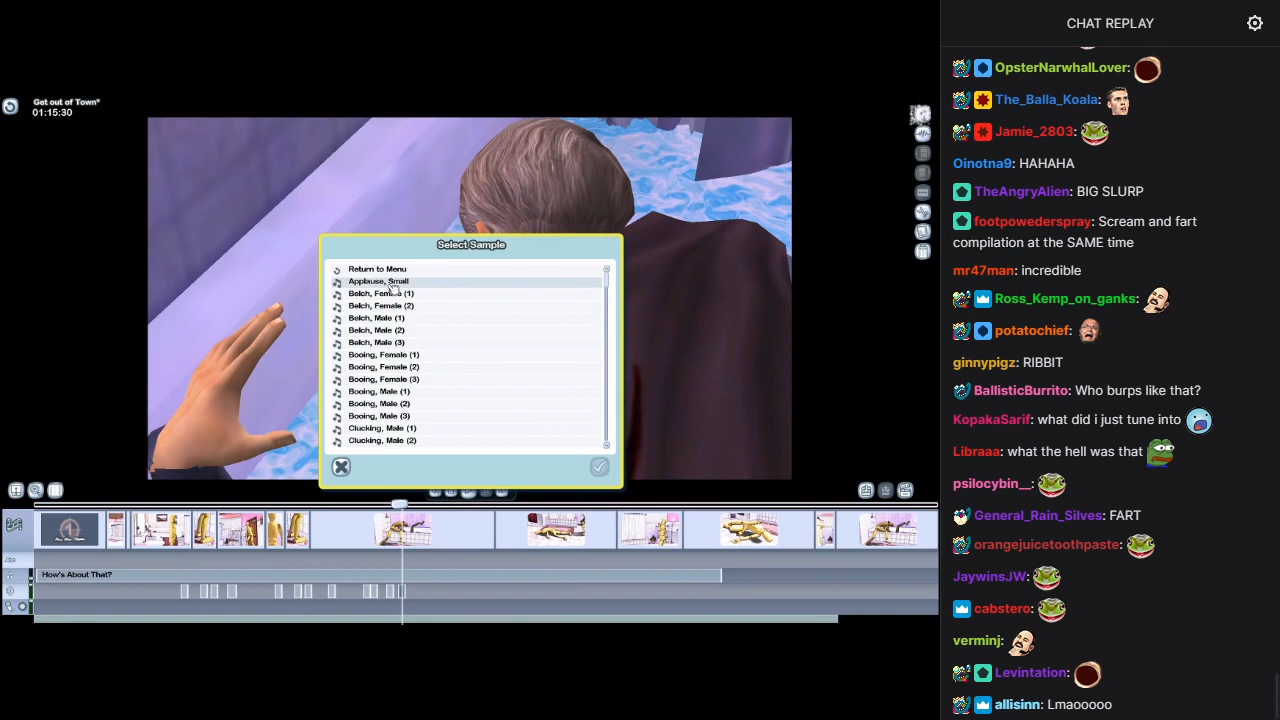 CHAT REPLAY
Get out of Town*
01:15:30
Select Sample
Return to Menu
Applause, Small
Belch, Female (1)
Belch, Female (2)
Belch, Male (1)
Belch, Male (2)
Belch, Male (3)
Booing, Female (1)
Booing, Female (2)
Booing, Female (3)
Booing, Male (1)
Booing, Male (2)
Booing, Male (3)
Clucking, Male (1)
Clucking, Male (2)
How's About That?
OpsterNarwhalLover:
The_Balla_Koala:
Jamie_2803:
Oinotna9: HAHAHA
TheAngryAlien: BIG SLURP
footpowederspray: Scream and fart
compilation at the SAME time
mr47man: incredible
Ross_Kemp_on_ganks:
potatochief:
ginnypigz: RIBBIT
BallisticBurrito: Who burps like that?
KopakaSarif: what did i just tune into
Libraaa: what the hell was that
psilocybin__:
General_Rain_Silves: FART
orangejuicetoothpaste:
JaywinsJW:
cabstero:
verminj:
Levintation:
allisinn: Lmaooooo